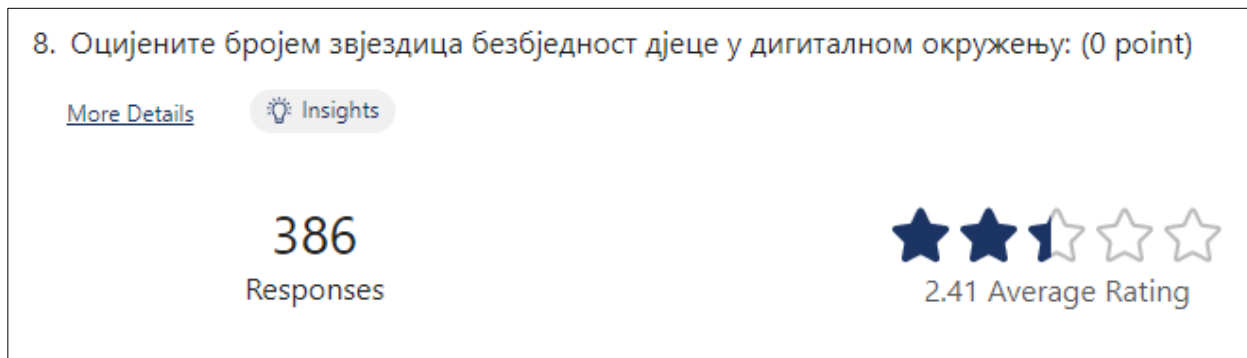 8. Оцијените бројем звјездица безбједност дјеце у дигиталном окружењу: (0 point)
More Details
Insights
386
Responses
2.41 Average Rating